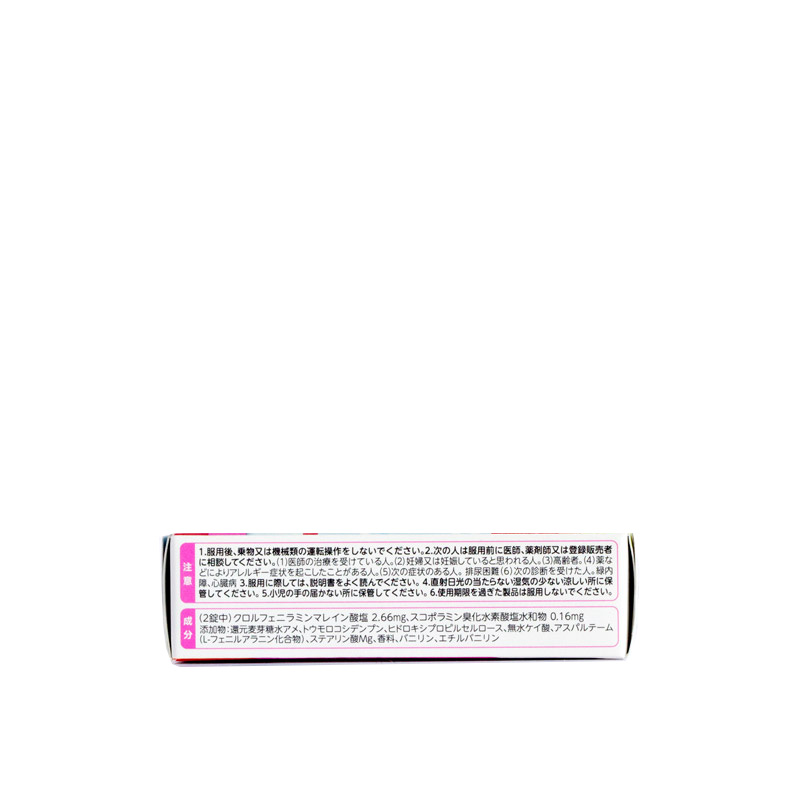 注意
1.服用後、乗物又は機械類の運転操作をしないでください。2.次の人は服用前に医師、薬剤師又は登録販売者
に相談してください。(1)医師の治療を受けている人。(2)妊婦又は妊娠していると思われる人。(3)高齢者。(4)薬な
どによりアレルギー症状を起こしたことがある人。(5)次の症状のある人。排尿困難(6)次の診断を受けた人。緑内
障、心臓病 3.服用に際しては、説明書をよく読んでください。 4.直射日光の当たらない湿気の少ない涼しい所に保
管してください。 5.小児の手の届かない所に保管してください。 6.使用期限を過ぎた製品は服用しないでください。
成分
(2錠中)クロルフェニラミンマレイン酸塩 2.66mg、スコポラミン臭化水素酸塩水和物 0.16mg
添加物:還元麦芽糖水アメ、トウモロコシデンプン、ヒドロキシプロピルセルロース、無水ケイ酸、アスパルテーム
(L-フェニルアラニン化合物)、ステアリン酸Mg、香料、バニリン、エチルバニリン